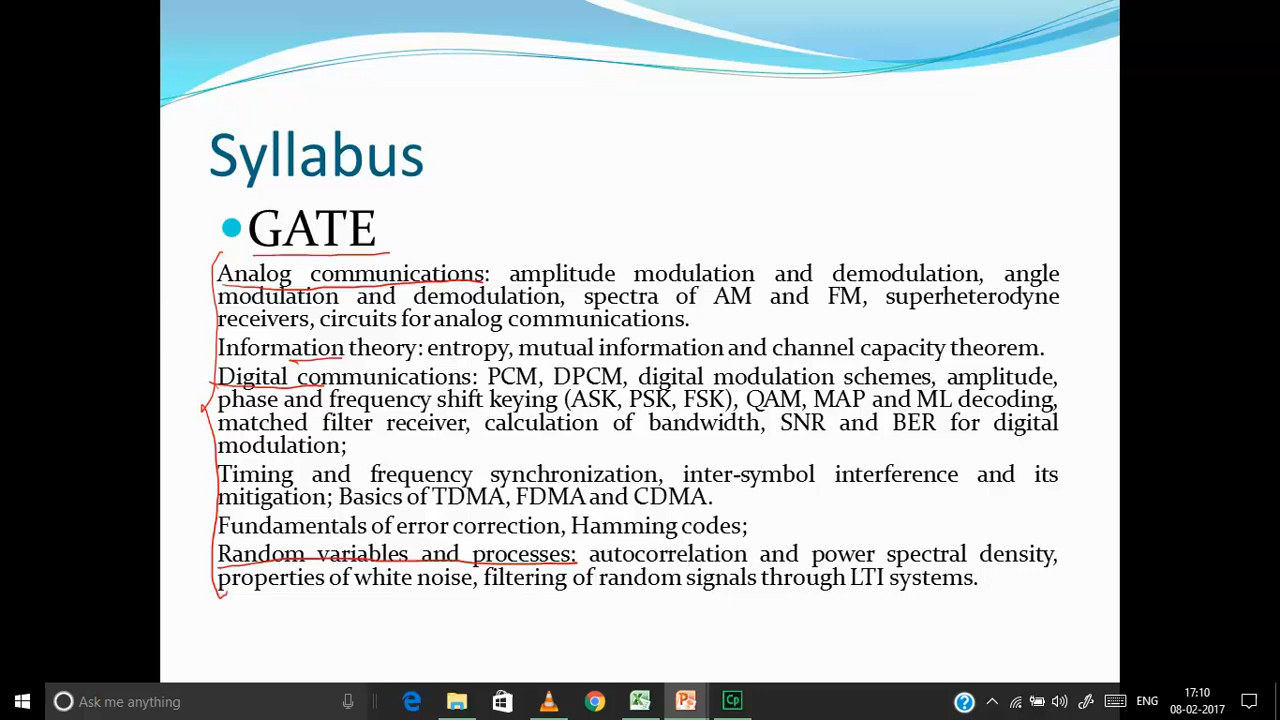 Syllabus
• GATE
Analog communications: amplitude modulation and demodulation, angle
modulation and demodulation, spectra of AM and FM, superheterodyne
receivers, circuits for analog communications.
Information theory: entropy, mutual information and channel capacity theorem.
Digital communications: PCM, DPCM, digital modulation schemes, amplitude,
phase and frequency shift keying (ASK, PSK, FSK), QAM, MAP and ML decoding,
matched filter receiver, calculation of bandwidth, SNR and BER for digital
modulation;
Timing and frequency synchronization, inter-symbol interference and its
mitigation; Basics of TDMA, FDMA and CDMA.
Fundamentals of error correction, Hamming codes;
Random variables and processes: autocorrelation and power spectral density,
properties of white noise, filtering of random signals through LTI systems.
Ask me anything
ENG
17:10
08-02-2017
Cp